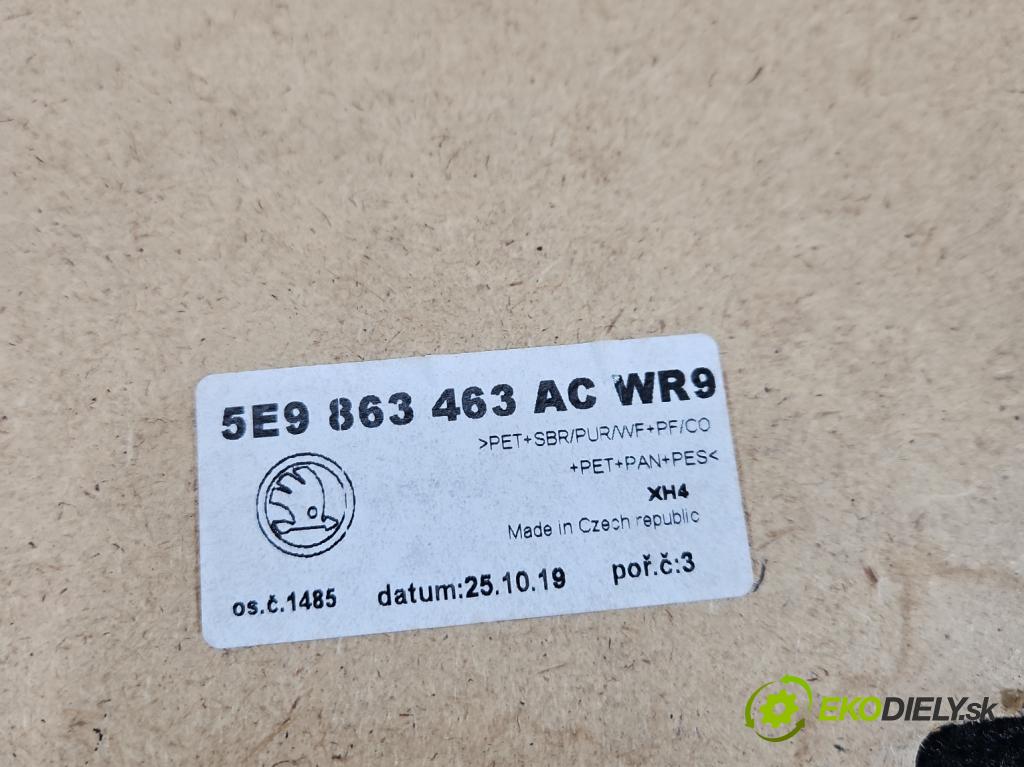 5E9 863 463 AC WR9
>PET+SBR/PUR/WF+PF/CO
+PET+PAN+PES<
XH4
Made in Czech republic
os.č.1485 datum:25.10.19 poř.č:3
EKODIELY.sk